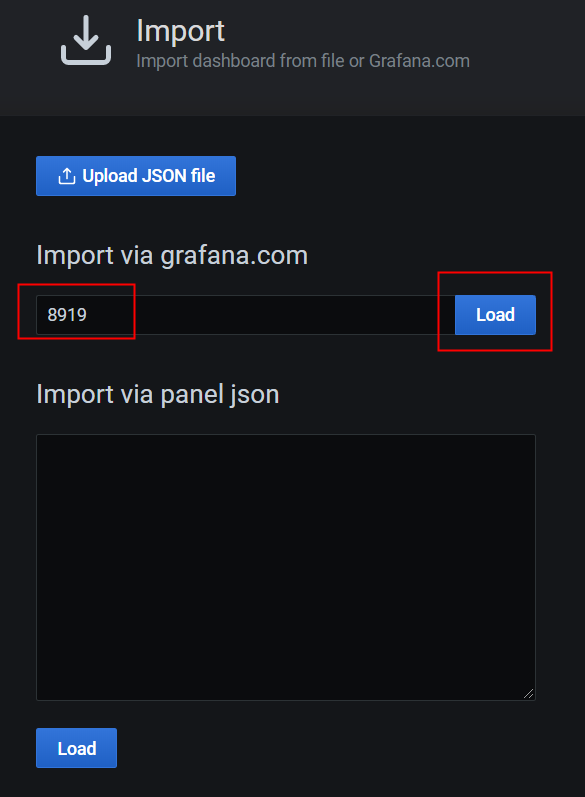 Import
Import dashboard from file or Grafana.com
Upload JSON file
Import via grafana.com
8919
Load
Import via panel json
Load